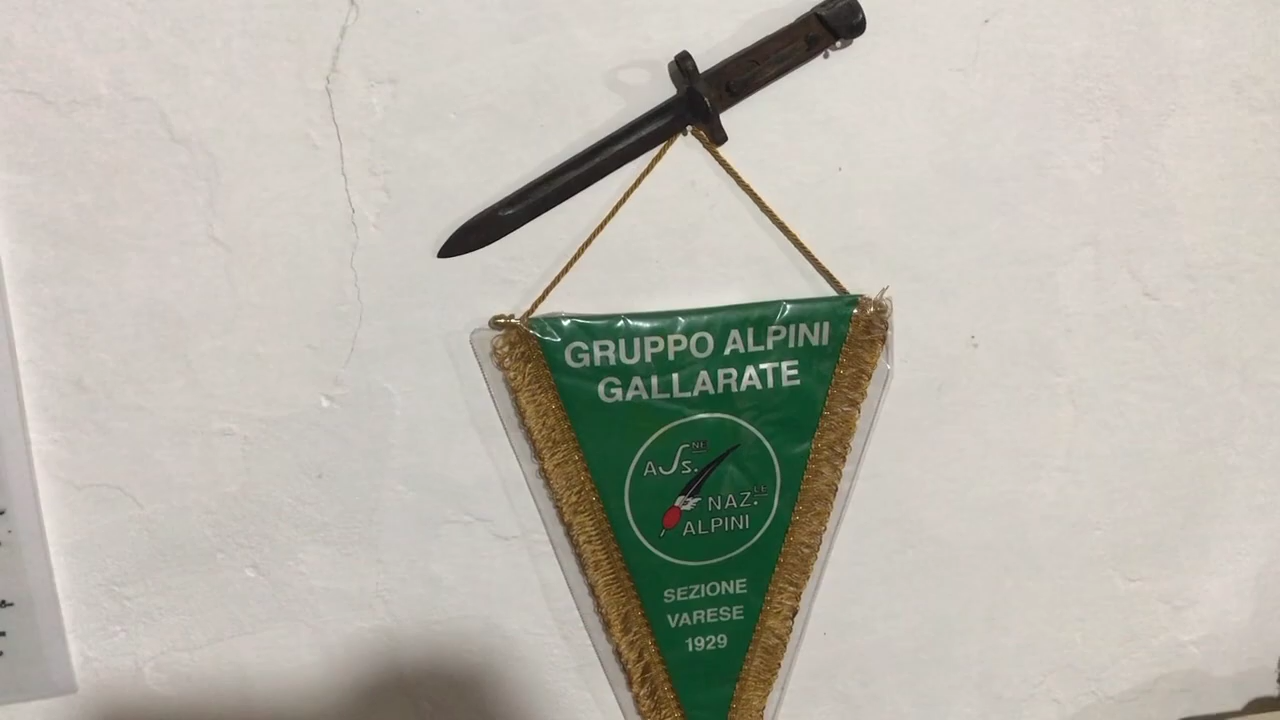 GRUPPO ALPINI
GALLARATE
ASS.NE
NAZ.LE
ALPINI
SEZIONE
VARESE
1929